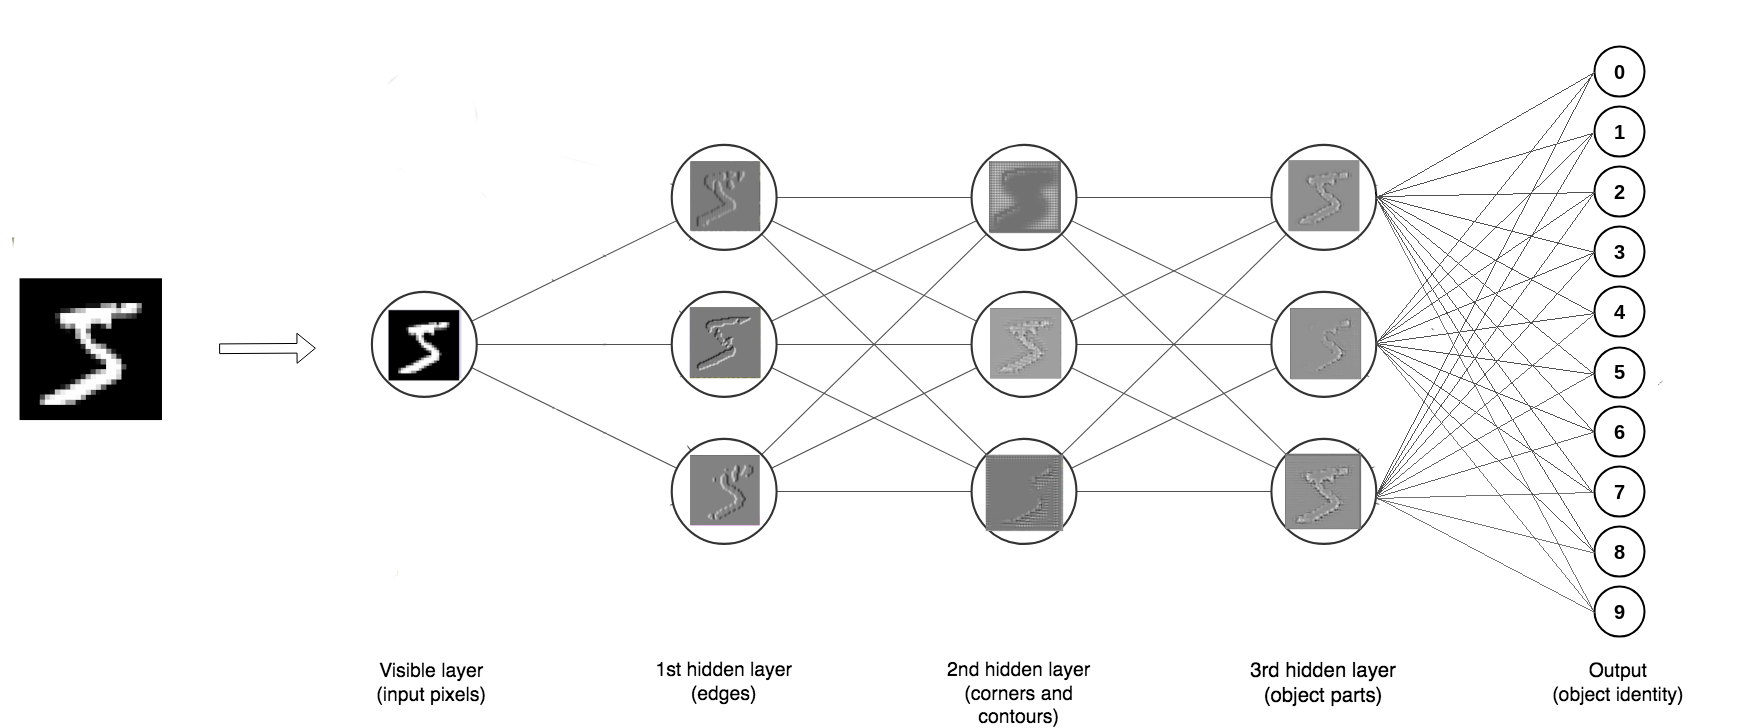 0
1
2
3
4
5
6
7
8
9
Visible layer
(input pixels)
1st hidden layer
(edges)
2nd hidden layer
(corners and
contours)
3rd hidden layer
(object parts)
Output
(object identity)